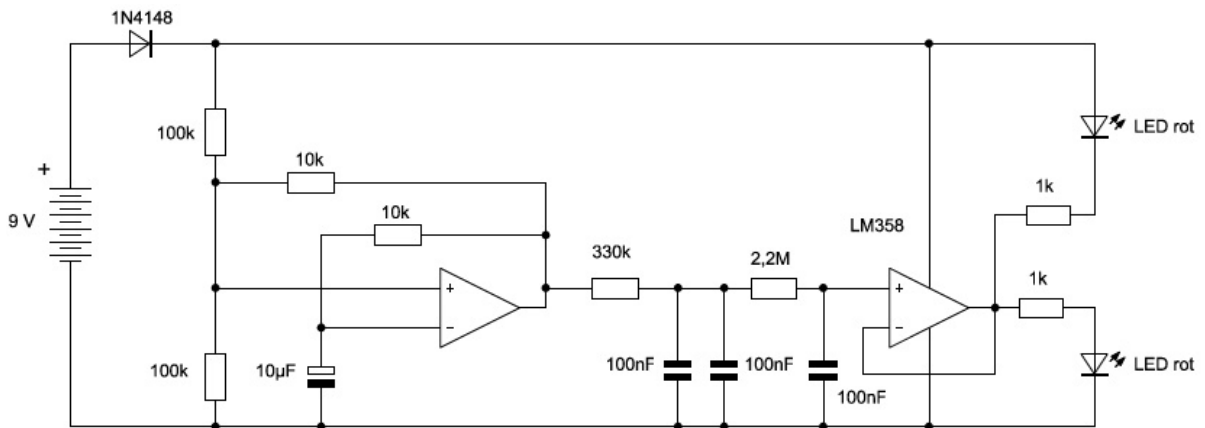 1N4148
100k
10k
LED rot
+
10k
1k
9 V
LM358
330k
2,2M
1k
+
+
−
−
100k
10µF
100nF
100nF
100nF
LED rot